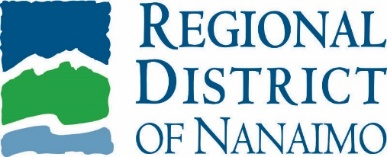 REGIONAL
DISTRICT
OF NANAIMO